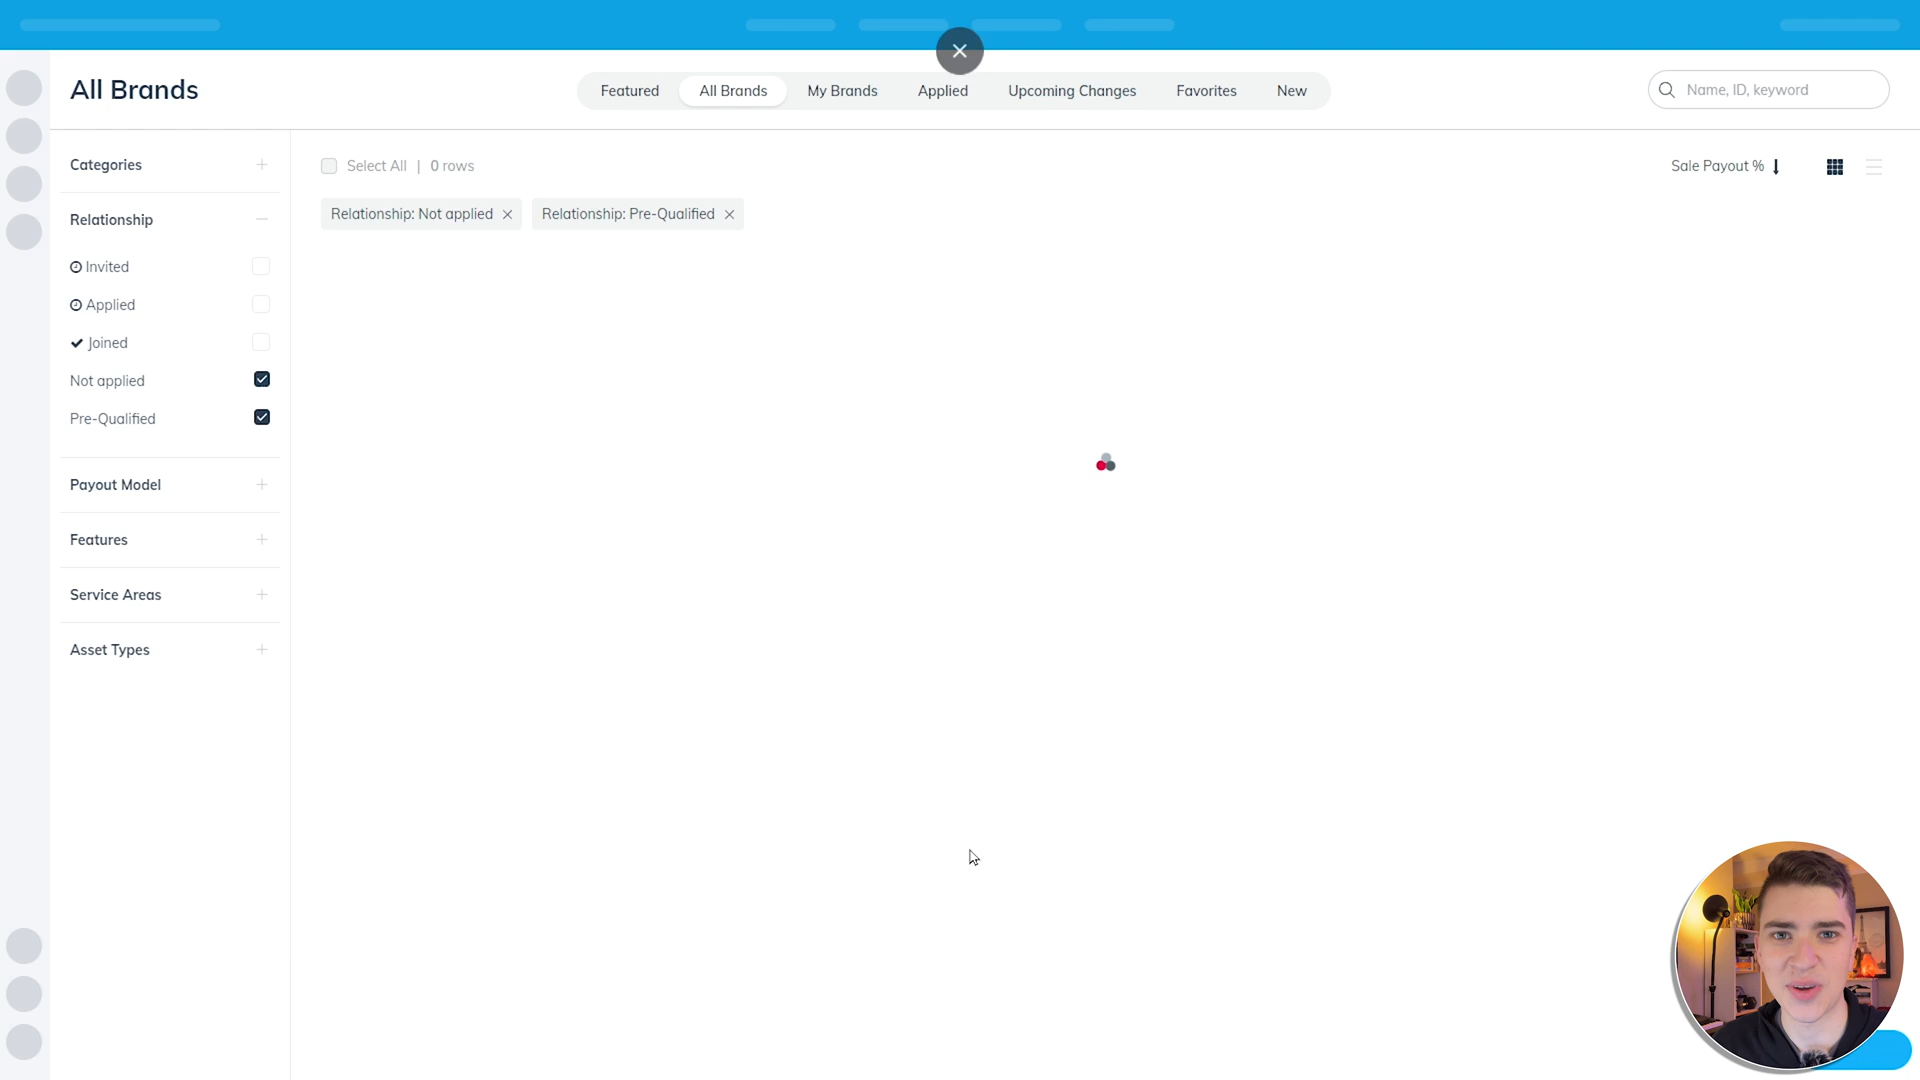 All Brands
Featured
All Brands
My Brands
Applied
Upcoming Changes
Favorites
New
Name, ID, keyword
Categories
Relationship
Invited
Applied
Joined
Not applied
Pre-Qualified
Payout Model
Features
Service Areas
Asset Types
Select All | 0 rows
Sale Payout %
Relationship: Not applied
Relationship: Pre-Qualified